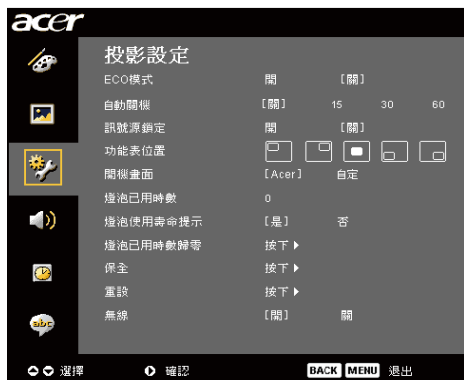 acer
投影設定
ECO模式 開 [關]
自動關機 [關] 15 30 60
訊號源鎖定 開 [關]
功能表位置
開機畫面 [Acer] 自定
燈泡已用時數 0
燈泡使用壽命提示 [是] 否
燈泡已用時數歸零 按下
保全 按下
重設 按下
無線 [開] 關
abc
選擇 確認 BACK MENU 退出